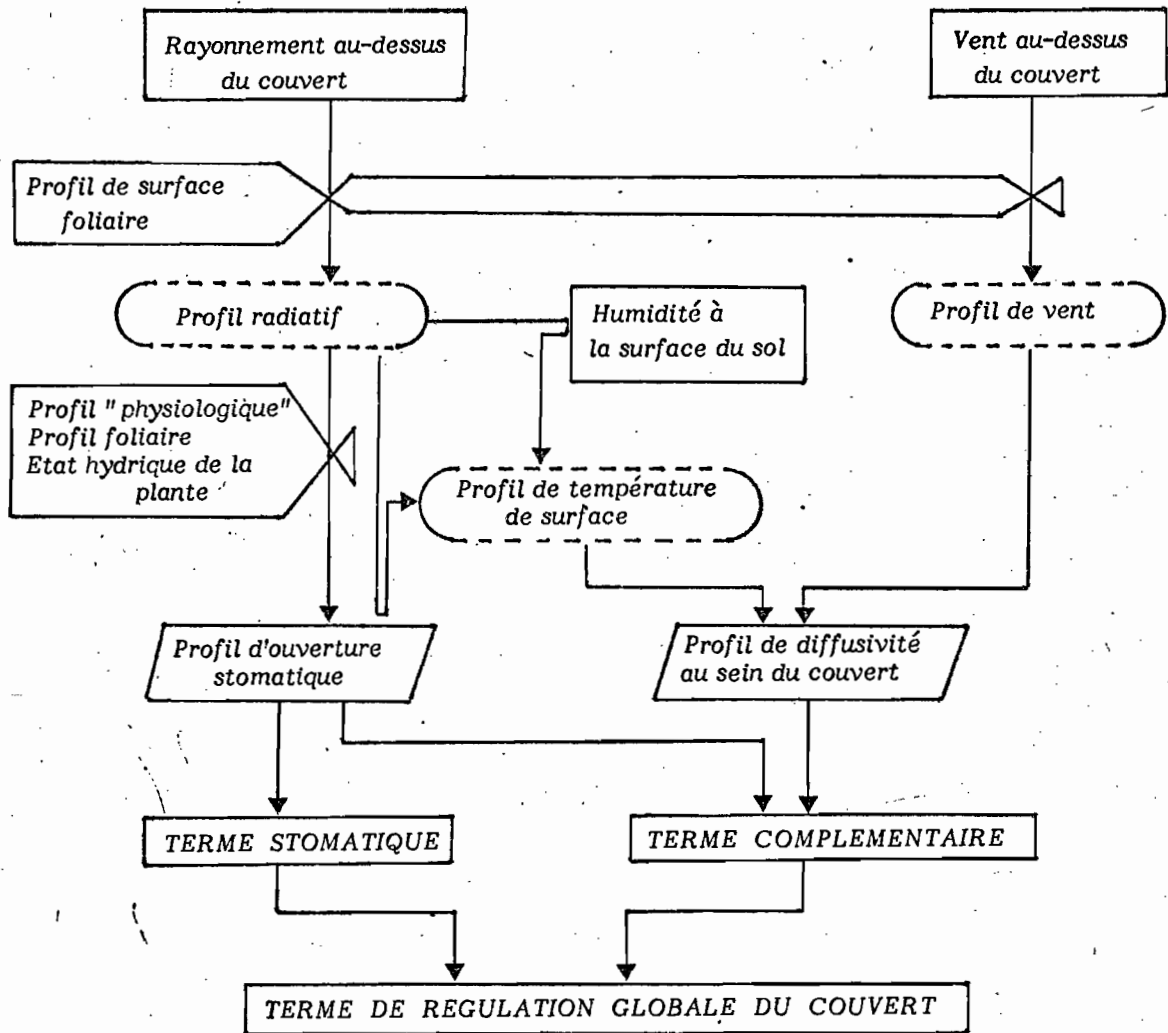 Rayonnement au-dessus
du couvert
Vent au-dessus
du couvert
Profil de surface
foliaire
Profil radiatif
Humidité à
la surface du sol
Profil de vent
Profil "physiologique"
Profil foliaire
Etat hydrique de la
plante
Profil de température
de surface
Profil d'ouverture
stomatique
Profil de diffusivité
au sein du couvert
TERME STOMATIQUE
TERME COMPLEMENTAIRE
TERME DE REGULATION GLOBALE DU COUVERT